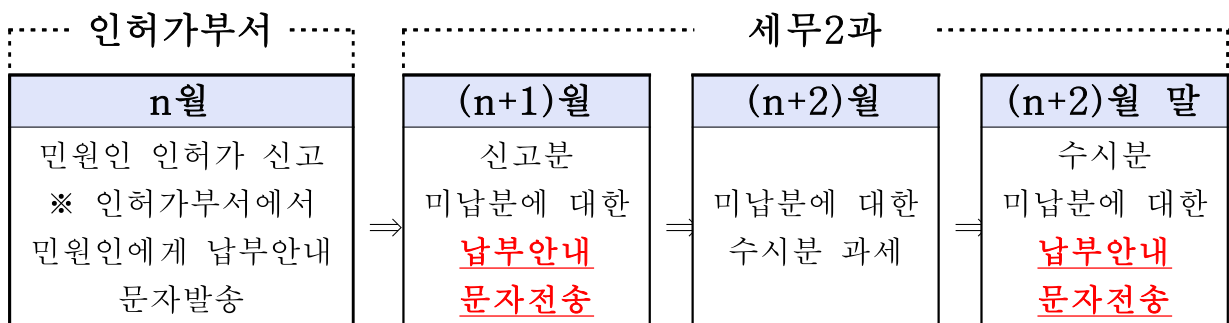 인허가부서
세무2과
n월
민원인 인허가 신고
※ 인허가부서에서
민원인에게 납부안내
문자발송
⇒
(n+1)월
신고분
미납분에 대한
납부안내
문자전송
⇒
(n+2)월
미납분에 대한
수시분 과세
⇒
(n+2)월 말
수시분
미납분에 대한
납부안내
문자전송